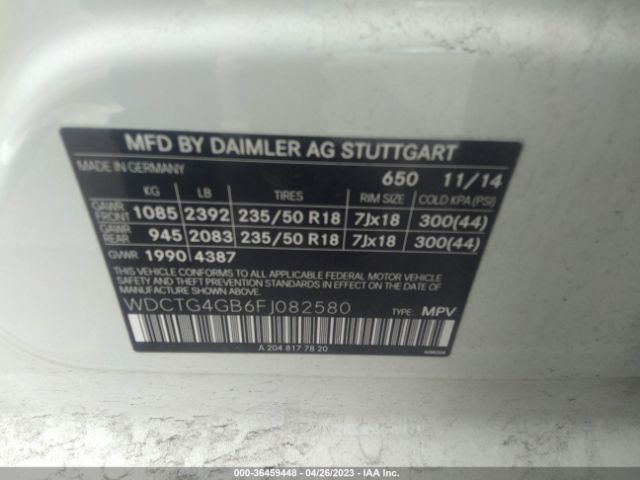 MFD BY DAIMLER AG STUTTGART
MADE IN GERMANY 650 11/14
KG LB TIRES RIM SIZE COLD KPA (PSI)
GAWR FRONT 1085 2392 235/50 R18 7Jx18 300(44)
GAWR REAR 945 2083 235/50 R18 7Jx18 300(44)
GVWR 1990 4387
THIS VEHICLE CONFORMS TO ALL APPLICABLE FEDERAL MOTOR VEHICLE
SAFETY BUMPER, AND THEFT PREVENTION STANDARDS IN EFFECT ON
THE DATE OF MANUFACTURE SHOWN ABOVE.
WDCTG4GB6FJ082580 TYPE: MPV
A 204 817 78 20
000-36459448 - 04/26/2023 - IAA Inc.